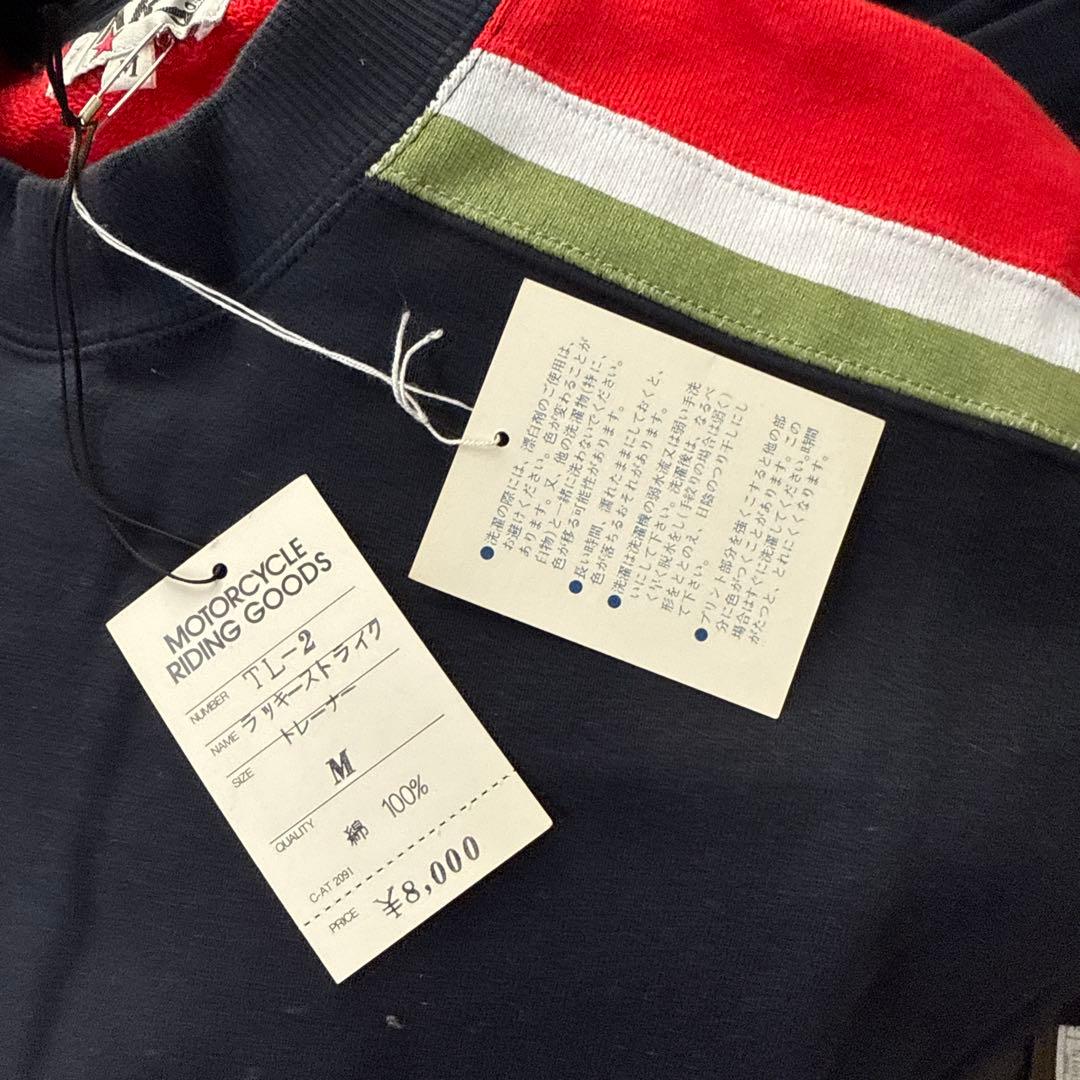 MOTORCYCLE
RIDING GOODS
NUMBER TL-2
NAME ラッキーストライク
トレーナー
SIZE M
QUALITY 綿 100%
C-AT 2091
PRICE ¥8,000
●洗濯の際には、漂白剤のご使用は、
お避けください。色が変わることが
あります。又、他の洗濯物(特に、
白物)と一緒に洗わないでください。
色が移る可能性があります。
●長い時間、濡れたままにしておくと、
色が落ちるおそれがあります。
●洗濯は洗濯機の弱水流又は弱い手洗
いにして下さい。洗濯後は、なるべ
く早く脱水をし(手絞りの場合は弱く)
形をととのえ、日陰のつり干しにし
て下さい。
●プリント部分を強くこすると他の部
分に色がつくことがあります。この
場合はすぐに洗濯してください。時間
がたつと、とれにくくなります。